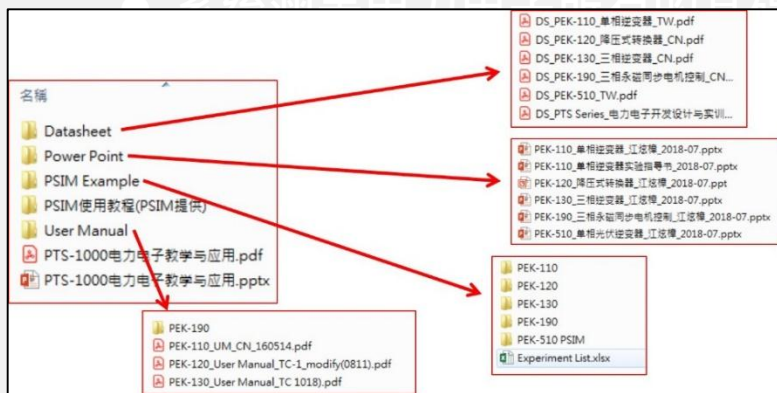 名稱
Datasheet
Power Point
PSIM Example
PSIM使用教程(PSIM提供)
User Manual
PTS-1000电力电子教学与应用.pdf
PTS-1000电力电子教学与应用.pptx
DS_PEK-110_单相逆变器_TW.pdf
DS_PEK-120_降压式转换器_CN.pdf
DS_PEK-130_三相逆变器_CN.pdf
DS_PEK-190_三相永磁同步电机控制_CN...
DS_PEK-510_TW.pdf
DS_PTS Series_电力电子开发设计与实训...
PEK-110_单相逆变器_江炫樟_2018-07.pptx
PEK-110_单相逆变器实验指导书_2018-07.pptx
PEK-120_降压式转换器_江炫樟_2018-07.ppt
PEK-130_三相逆变器_江炫樟_2018-07.pptx
PEK-190_三相永磁同步电机控制_江炫樟_2018-07.pptx
PEK-510_单相光伏逆变器_江炫樟_2018-07.pptx
PEK-110
PEK-120
PEK-130
PEK-190
PEK-510 PSIM
Experiment List.xlsx
PEK-190
PEK-110_UM_CN_160514.pdf
PEK-120_User Manual_TC-1_modify(0811).pdf
PEK-130_User Manual_TC 1018).pdf